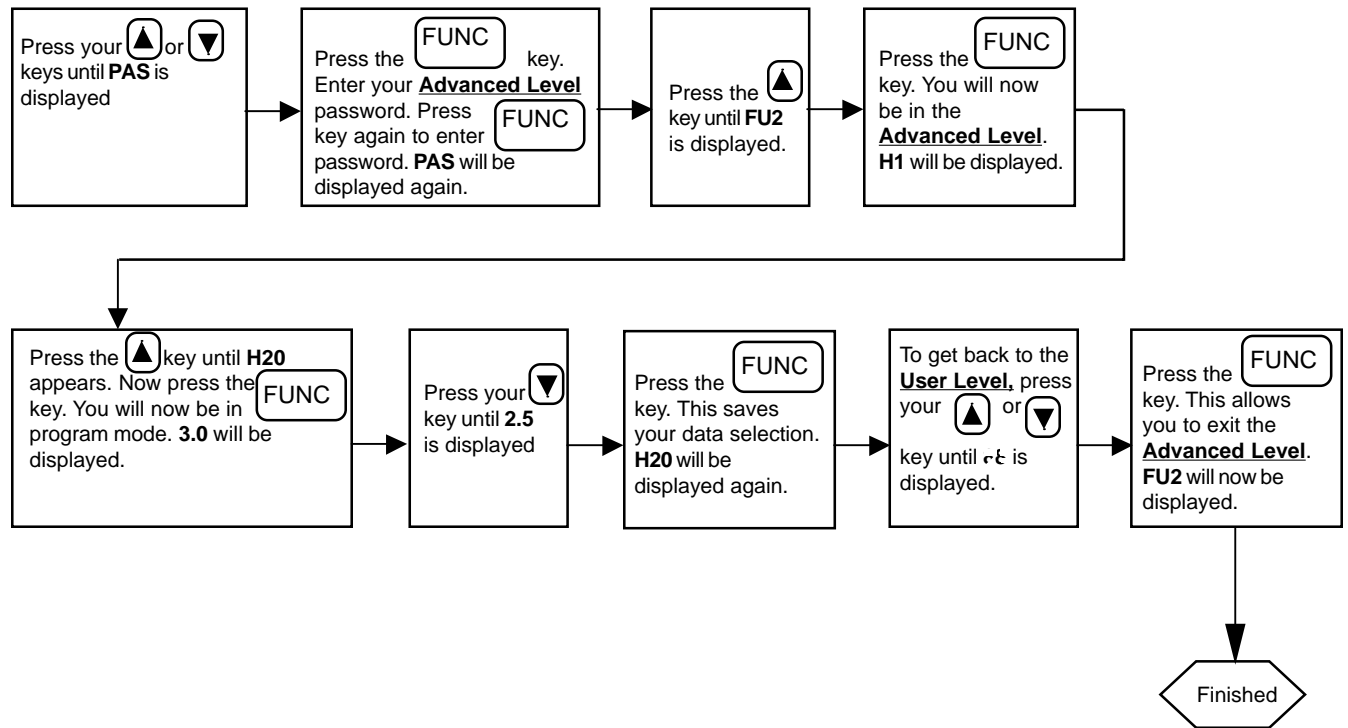 Press your ▲ or ▼
keys until PAS is
displayed
Press the FUNC key.
Enter your Advanced Level
password. Press
key again to enter FUNC
password. PAS will be
displayed again.
Press the ▲
key until FU2
is displayed.
Press the FUNC
key. You will now
be in the
Advanced Level.
H1 will be displayed.
Press the ▲ key until H20
appears. Now press the
key. You will now be in FUNC
program mode. 3.0 will be
displayed.
Press your ▼
key until 2.5
is displayed
Press the FUNC
key. This saves
your data selection.
H20 will be
displayed again.
To get back to the
User Level, press
your ▲ or ▼
key until rt is
displayed.
Press the FUNC
key. This allows
you to exit the
Advanced Level.
FU2 will now be
displayed.
Finished